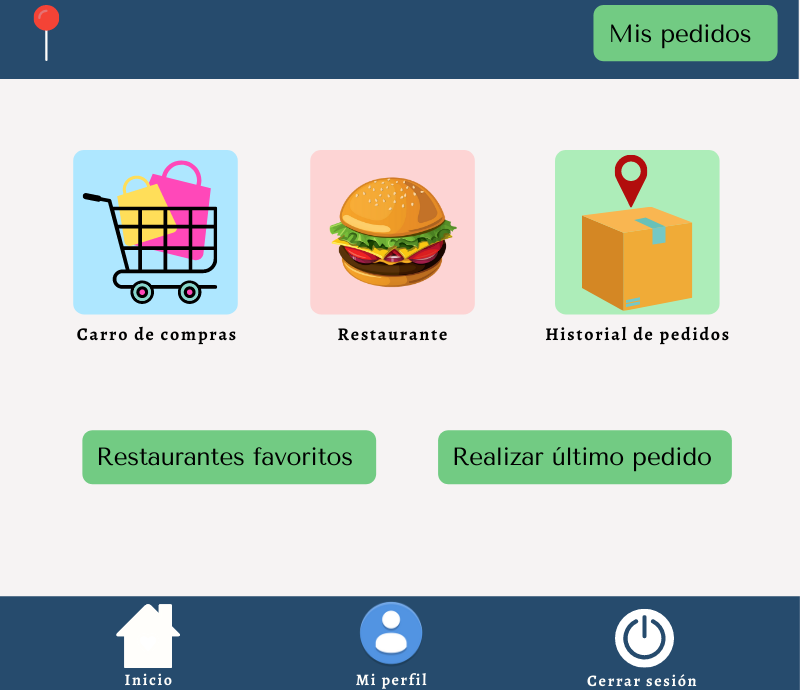 Mis pedidos
Carro de compras
Restaurante
Historial de pedidos
Restaurantes favoritos
Realizar último pedido
Inicio
Mi perfil
Cerrar sesión